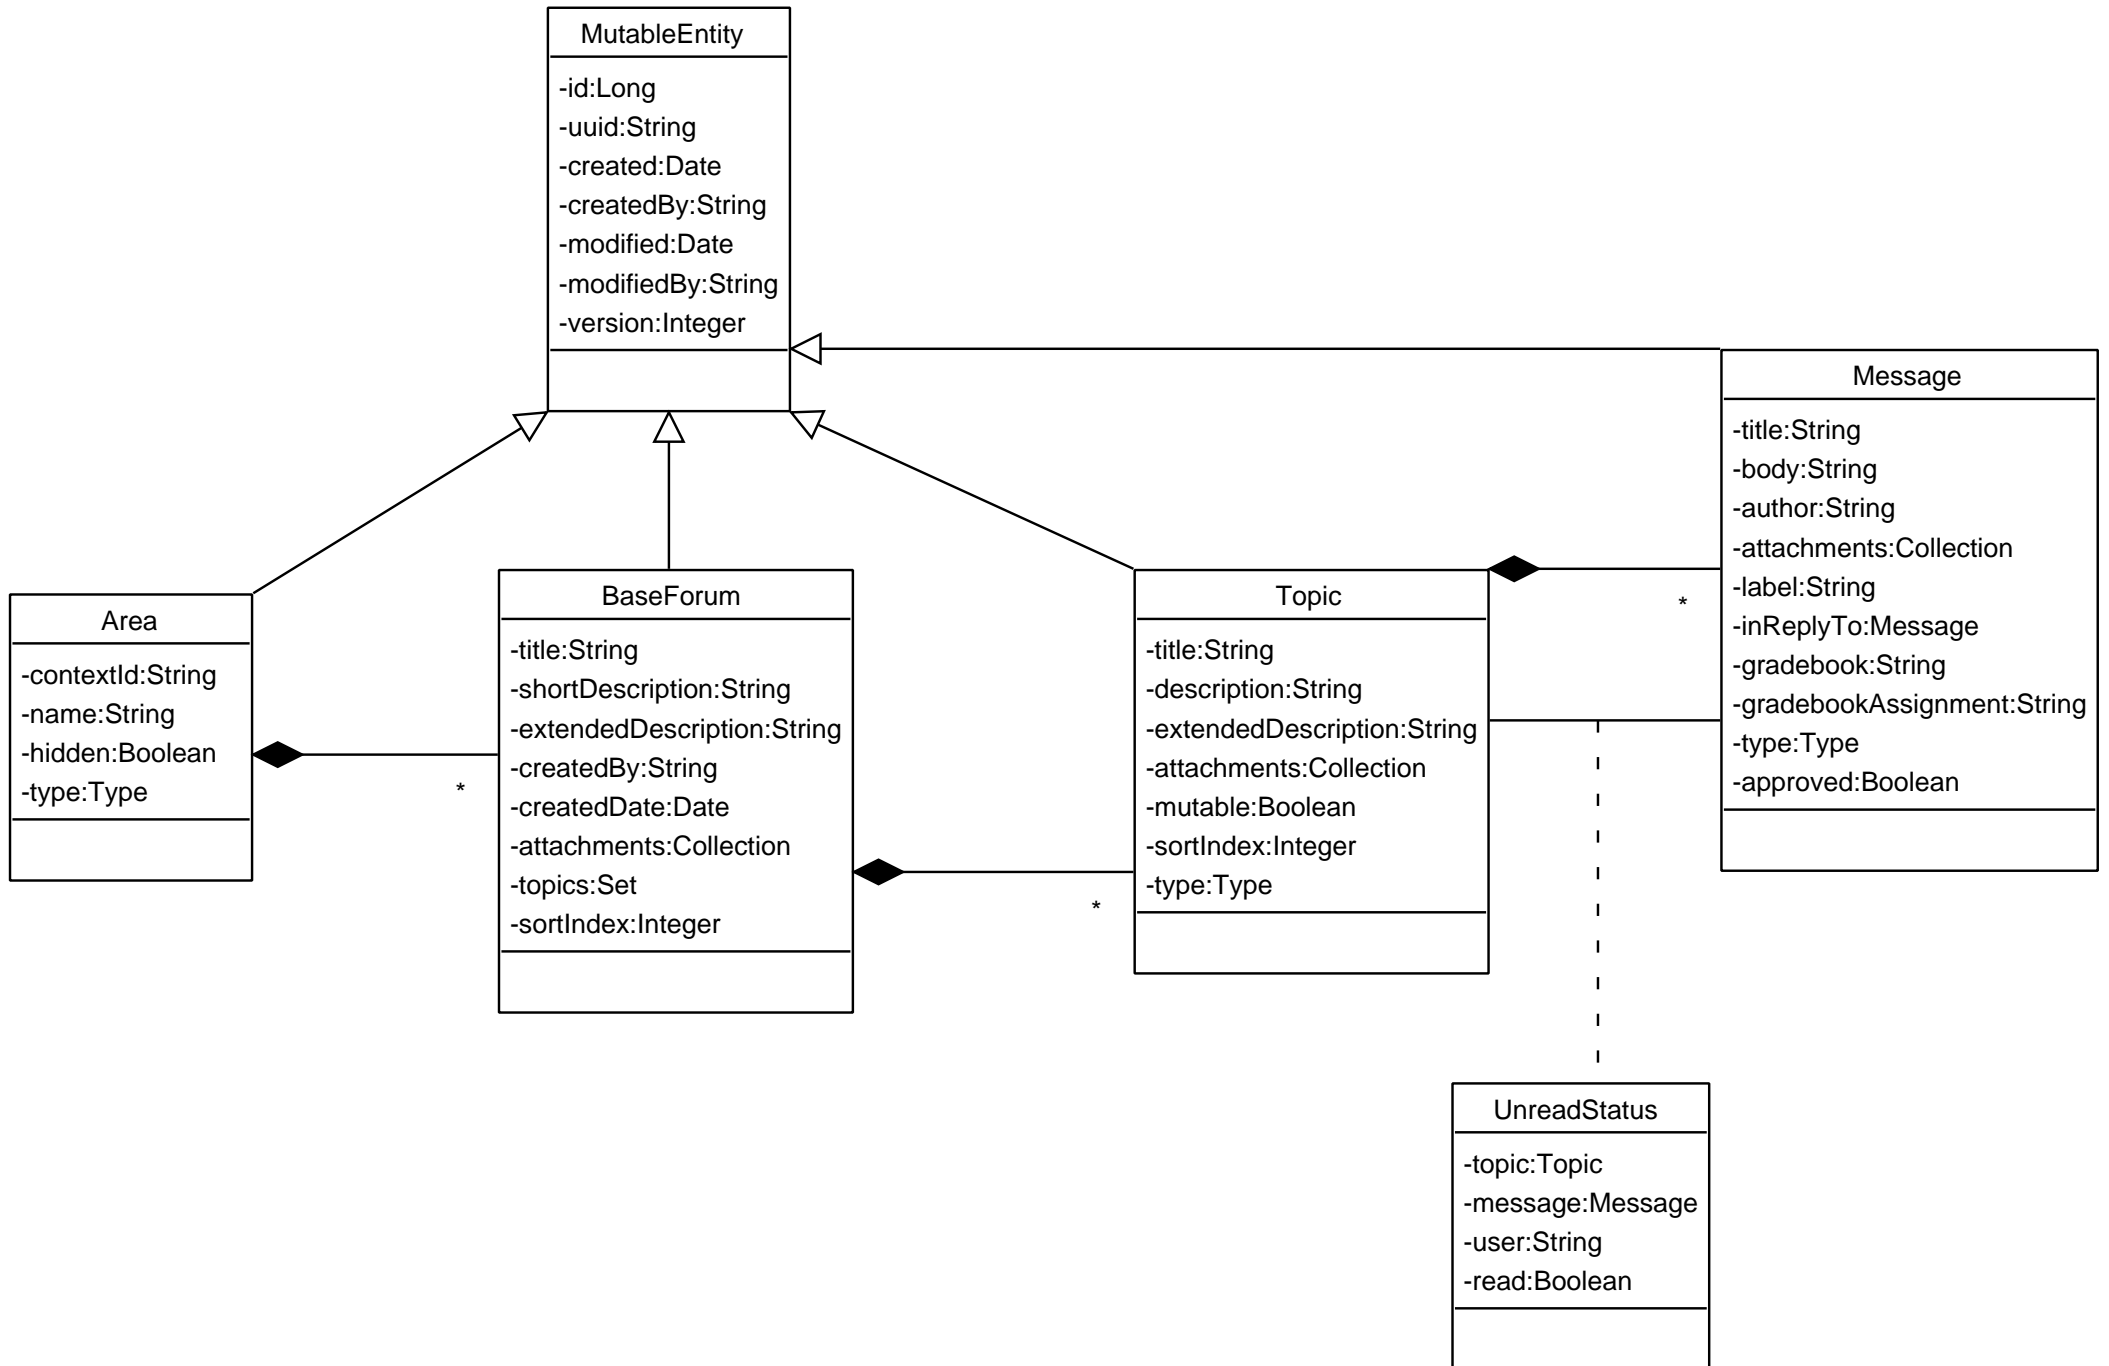 MutableEntity
-id:Long
-uuid:String
-created:Date
-createdBy:String
-modified:Date
-modifiedBy:String
-version:Integer
Message
-title:String
-body:String
-author:String
-attachments:Collection
-label:String
-inReplyTo:Message
-gradebook:String
-gradebookAssignment:String
-type:Type
-approved:Boolean
Area
-contextId:String
-name:String
-hidden:Boolean
-type:Type
*
BaseForum
-title:String
-shortDescription:String
-extendedDescription:String
-createdBy:String
-createdDate:Date
-attachments:Collection
-topics:Set
-sortIndex:Integer
*
Topic
-title:String
-description:String
-extendedDescription:String
-attachments:Collection
-mutable:Boolean
-sortIndex:Integer
-type:Type
*
UnreadStatus
-topic:Topic
-message:Message
-user:String
-read:Boolean